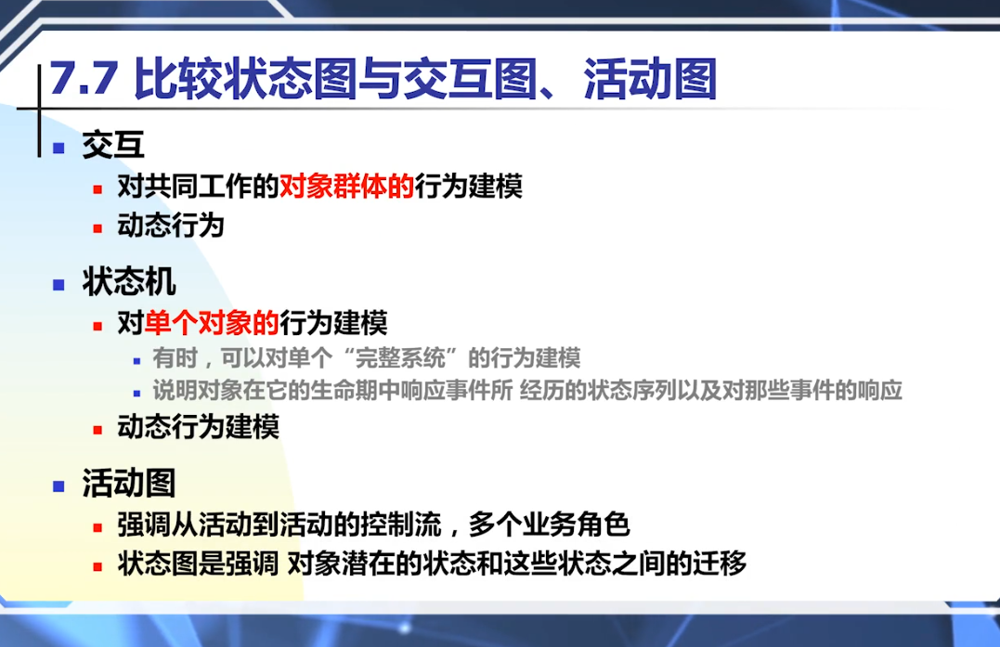 7.7 比较状态图与交互图、活动图
交互
对共同工作的对象群体的行为建模
动态行为
状态机
对单个对象的行为建模
有时，可以对单个“完整系统”的行为建模
说明对象在它的生命期中响应事件所 经历的状态序列以及对那些事件的响应
动态行为建模
活动图
强调从活动到活动的控制流，多个业务角色
状态图是强调 对象潜在的状态和这些状态之间的迁移